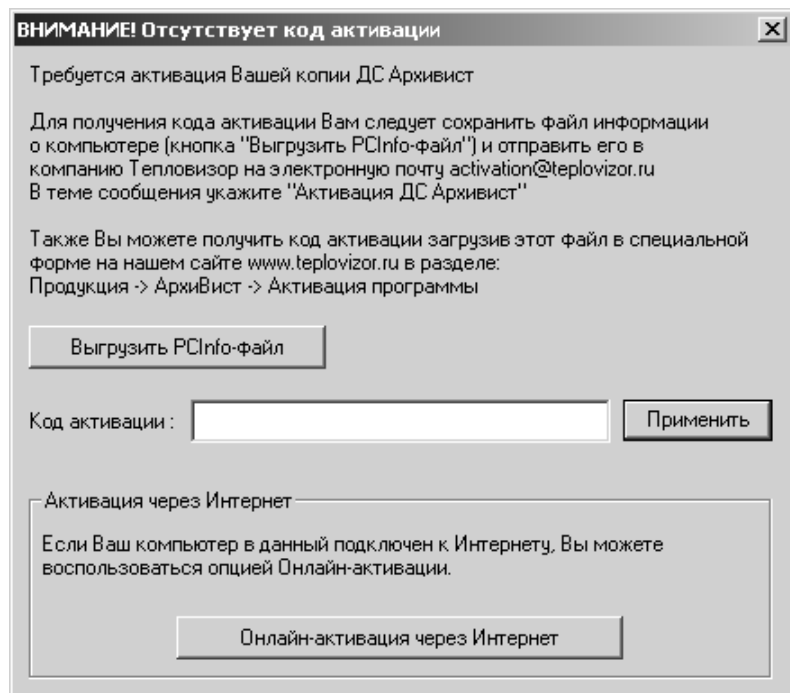 ВНИМАНИЕ! Отсутствует код активации
Требуется активация Вашей копии ДС Архивист
Для получения кода активации Вам следует сохранить файл информации
о компьютере (кнопка "Выгрузить PCInfo-файл") и отправить его в
компанию Тепловизор на электронную почту activation@teplovizor.ru
В теме сообщения укажите "Активация ДС Архивист"
Также Вы можете получить код активации загрузив этот файл в специальной
форме на нашем сайте www.teplovizor.ru в разделе:
Продукция -> АрхиВист -> Активация программы
Выгрузить PCInfo-файл
Код активации :
Применить
Активация через Интернет
Если Ваш компьютер в данный подключен к Интернету, Вы можете
воспользоваться опцией Онлайн-активации.
Онлайн-активация через Интернет